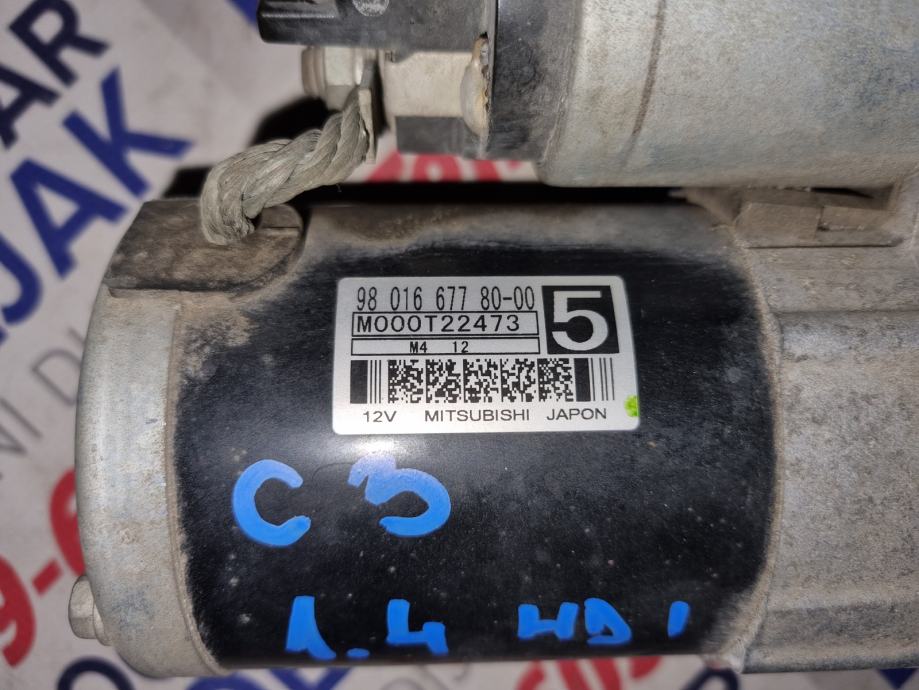 98 016 677 80-00
M000T22473
5
M4 12
12V MITSUBISHI JAPON
C3
1.4 HDI